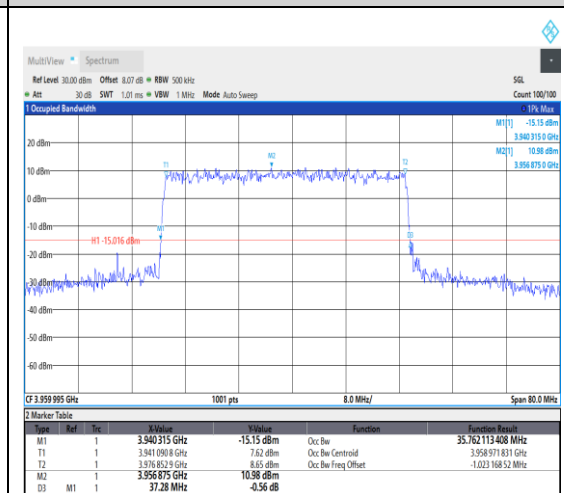 MultiView Spectrum
Ref Level 30.00 dBm Offset 8.07 dB RBW 500 kHz SGL
Att 30 dB SWT 1.01 ms VBW 1 MHz Mode Auto Sweep Count 100/100
1 Occupied Bandwidth 1Pk Max
M1[1] -15.15 dBm
3.940 315 0 GHz
M2[1] 10.98 dBm
3.956 875 0 GHz
20 dBm
T1 M2 T2
10 dBm
0 dBm
-10 dBm
M1 D3
H1 -15.016 dBm
-20 dBm
-30 dBm
-40 dBm
-50 dBm
-60 dBm
CF 3.959 995 GHz 1001 pts 8.0 MHz/ Span 80.0 MHz
2 Marker Table
Type Ref Trc X-Value Y-Value Function Function Result
M1 1 3.940 315 GHz -15.15 dBm Occ Bw 35.762 113 408 MHz
T1 1 3.941 090 8 GHz 7.62 dBm Occ Bw Centroid 3.958 971 831 GHz
T2 1 3.976 852 9 GHz 8.65 dBm Occ Bw Freq Offset -1.023 168 52 MHz
M2 1 3.956 875 GHz 10.98 dBm
D3 M1 1 37.28 MHz -0.56 dB